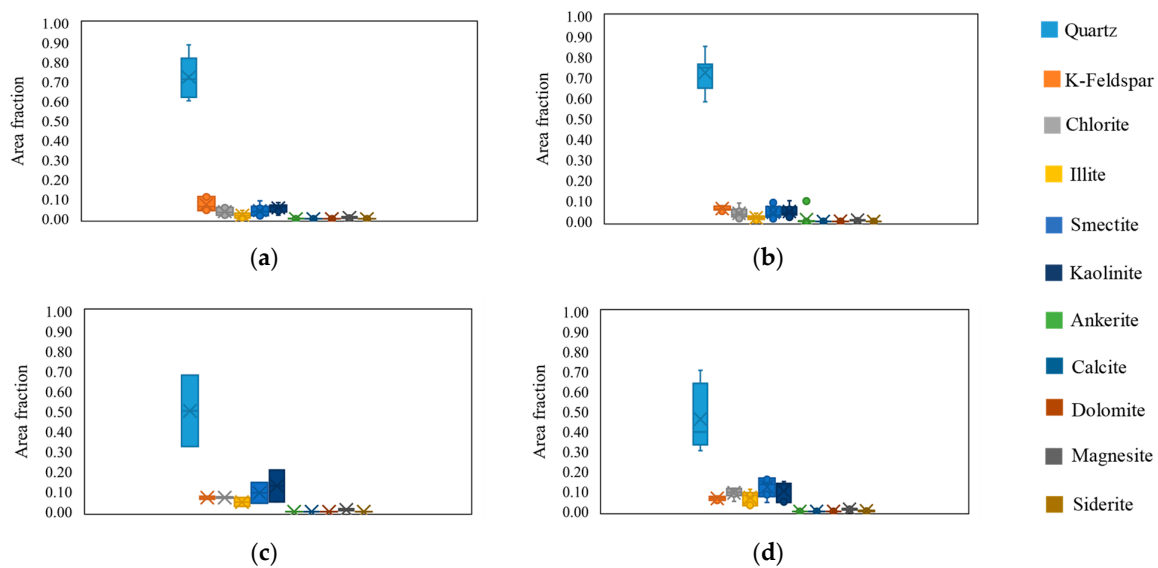 1.00
0.90
0.80
0.70
0.60
0.50
0.40
0.30
0.20
0.10
0.00
Area fraction
(a)
1.00
0.90
0.80
0.70
0.60
0.50
0.40
0.30
0.20
0.10
0.00
Area fraction
(b)
1.00
0.90
0.80
0.70
0.60
0.50
0.40
0.30
0.20
0.10
0.00
Area fraction
(c)
1.00
0.90
0.80
0.70
0.60
0.50
0.40
0.30
0.20
0.10
0.00
Area fraction
(d)
Quartz
K-Feldspar
Chlorite
Illite
Smectite
Kaolinite
Ankerite
Calcite
Dolomite
Magnesite
Siderite